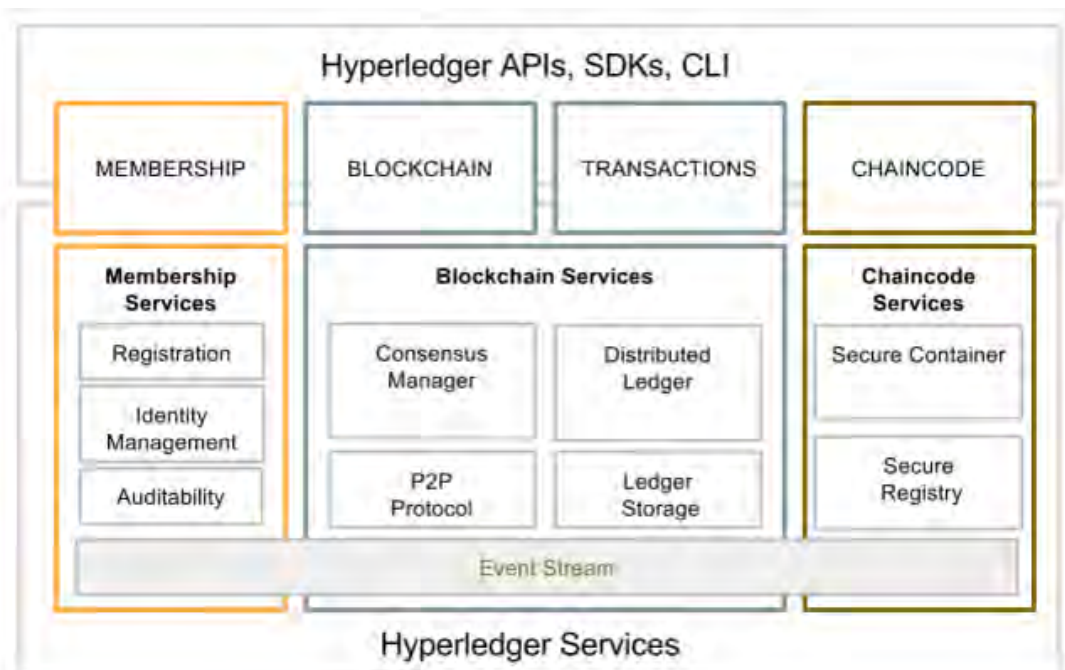 Hyperledger APIs, SDKs, CLI
MEMBERSHIP
BLOCKCHAIN
TRANSACTIONS
CHAINCODE
Membership
Services
Registration
Identity
Management
Auditability
Blockchain Services
Consensus
Manager
Distributed
Ledger
P2P
Protocol
Ledger
Storage
Chaincode
Services
Secure Container
Secure
Registry
Event Stream
Hyperledger Services